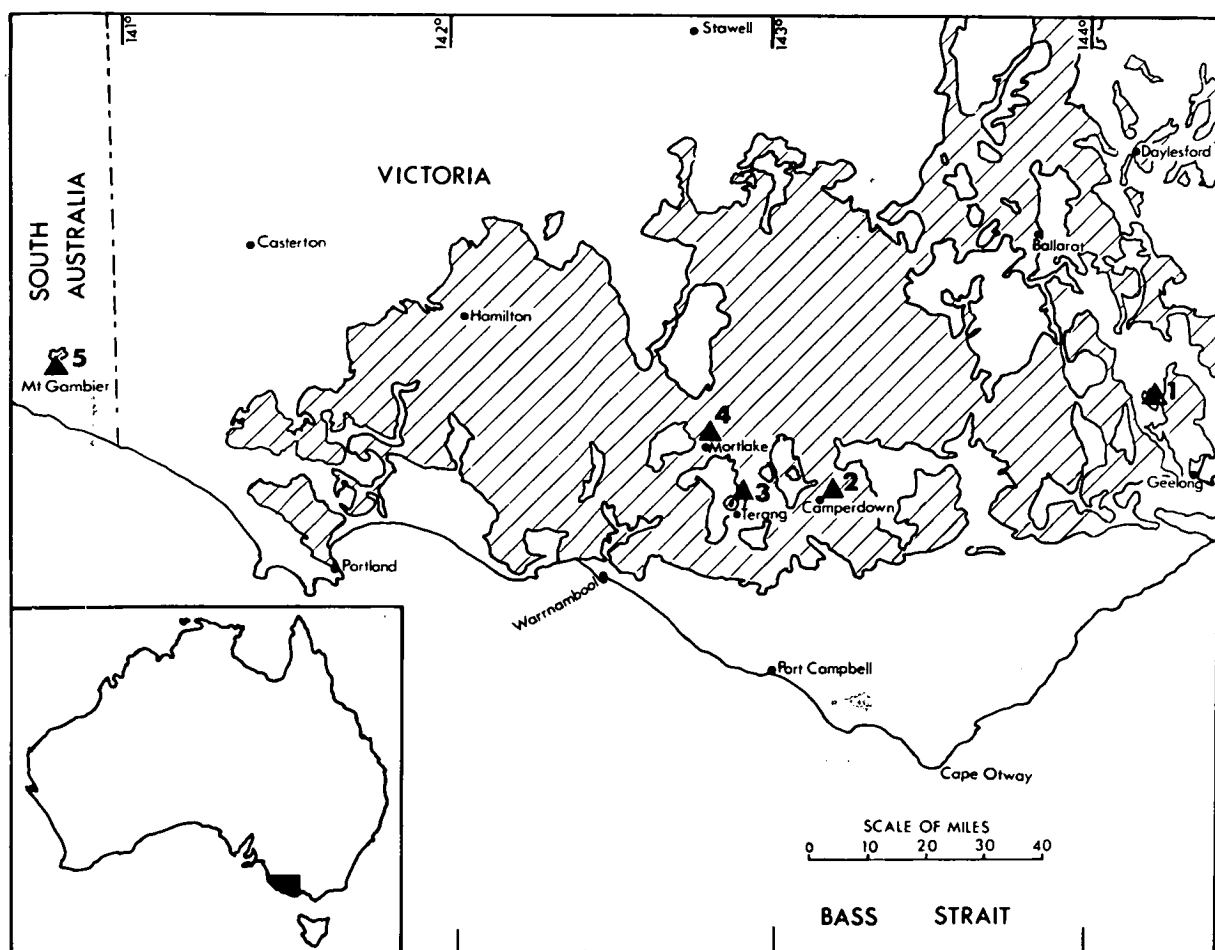 141°
142°
143°
144°
Stawell
Daylesford
VICTORIA
SOUTH
AUSTRALIA
Casterton
Ballarat
Hamilton
5
Mt Gambier
1
4
Mortlake
Geelong
3
2
Terang
Camperdown
Portland
Warrnambool
Port Campbell
Cape Otway
SCALE OF MILES
0 10 20 30 40
BASS STRAIT